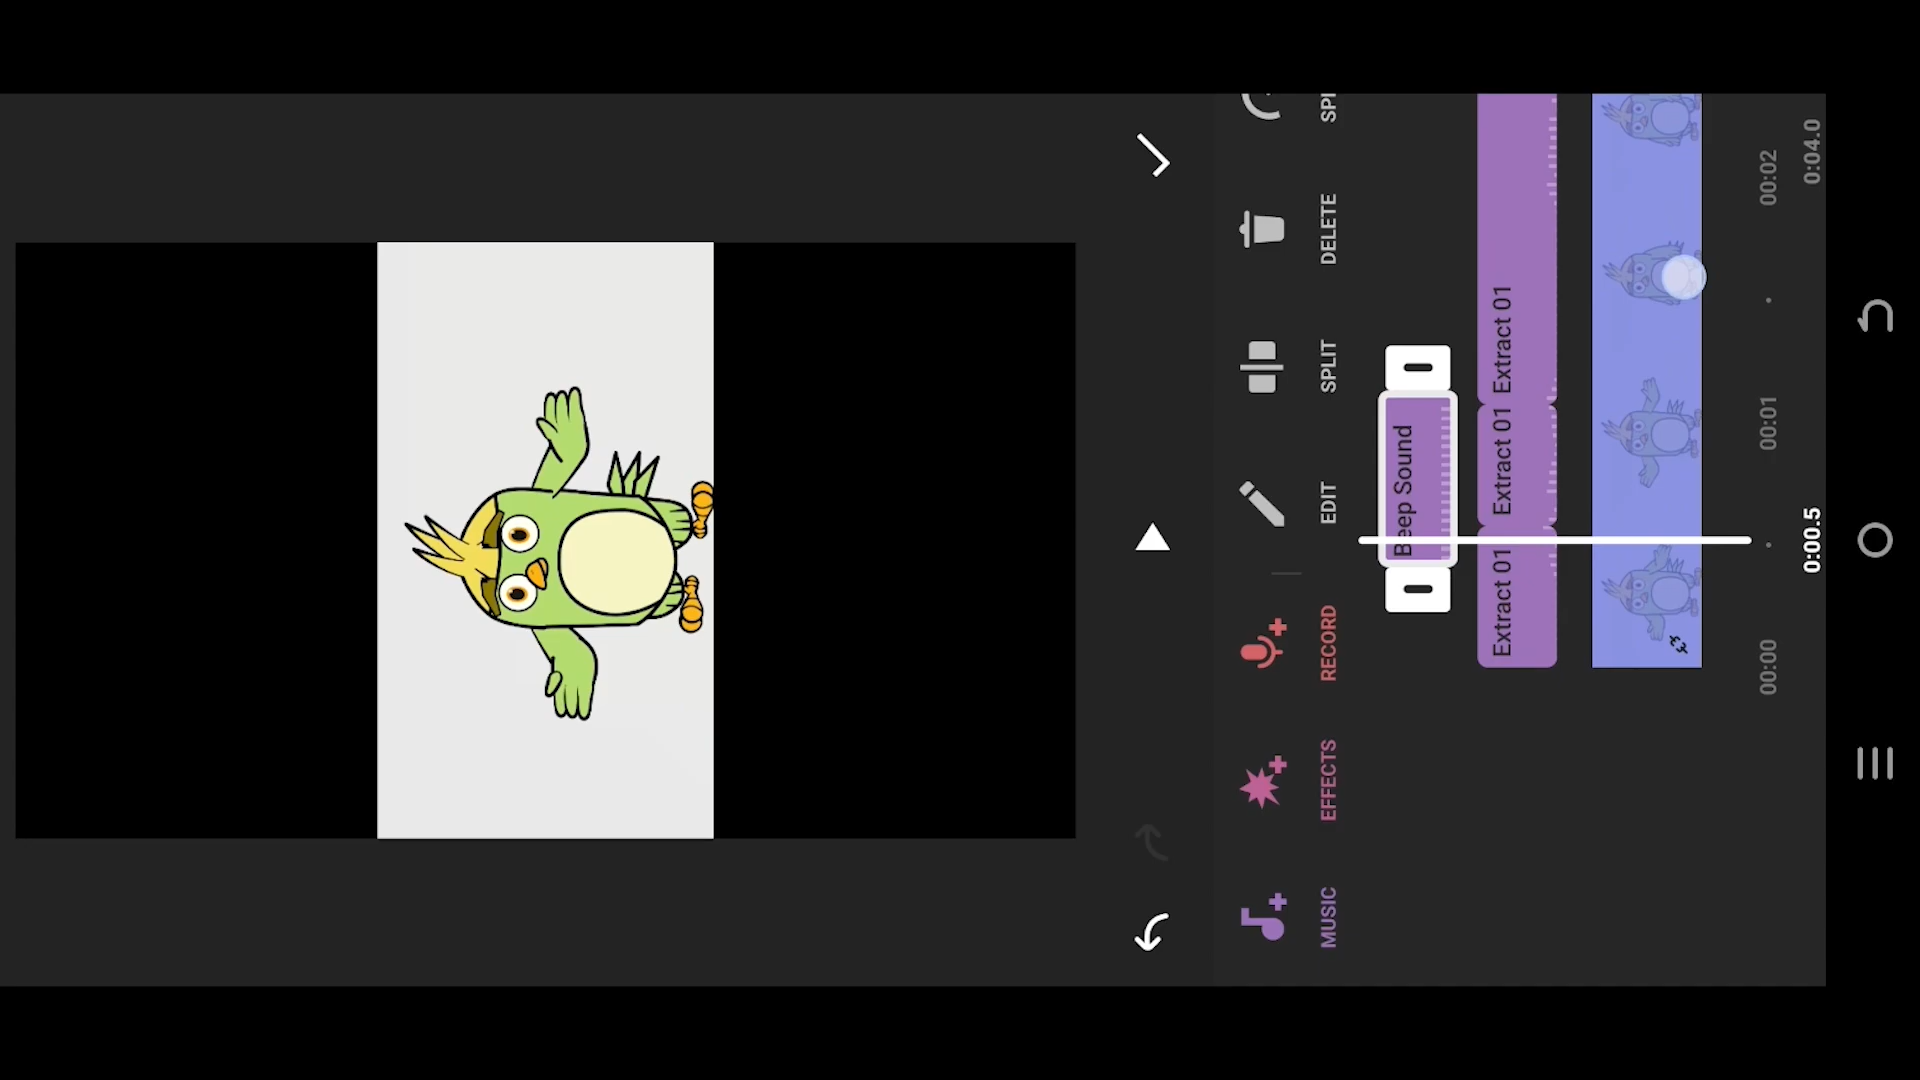 MUSIC
EFFECTS
RECORD
EDIT
SPLIT
DELETE
SPE
Beep Sound
Extract 01
Extract 01
Extract 01
00:00
00:01
00:02
0:00.5
0:04.0